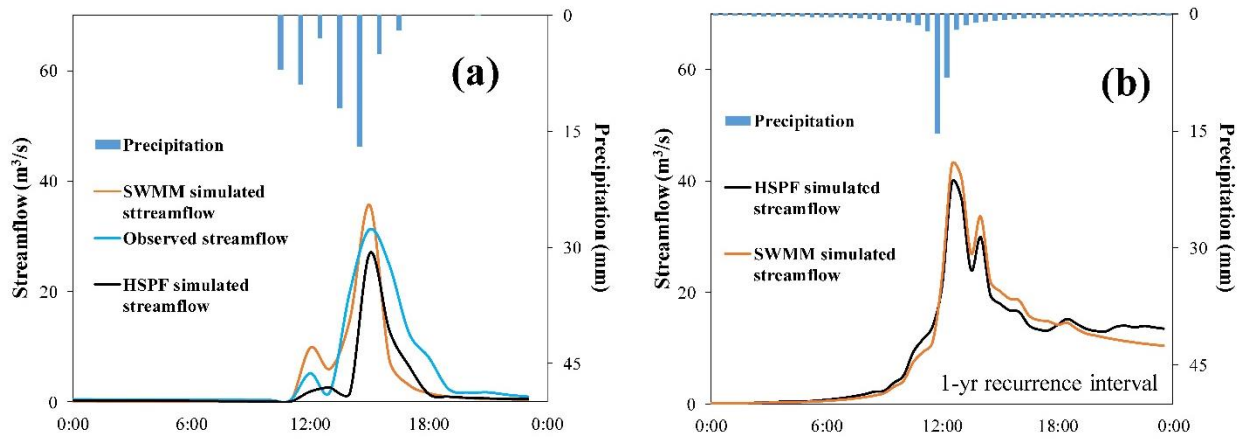 (a)
60
40
20
0
Streamflow (m³/s)
0
15
30
45
Precipitation (mm)
Precipitation
SWMM simulated
sttreamflow
Observed streamflow
HSPF simulated
streamflow
0:00
6:00
12:00
18:00
0:00
(b)
60
40
20
0
Streamflow (m³/s)
0
15
30
45
Precipitation (mm)
Precipitation
HSPF simulated
streamflow
SWMM simulated
streamflow
1-yr recurrence interval
0:00
6:00
12:00
18:00
0:00